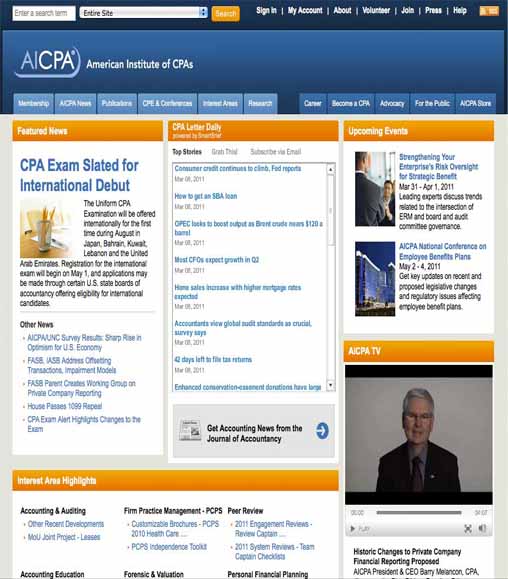 Enter a search term
Entire Site
Search
Sign In | My Account | About | Volunteer | Join | Press | Help
RSS
AICPA®
American Institute of CPAs
Membership
AICPA News
Publications
CPE & Conferences
Interest Areas
Research
Career
Become a CPA
Advocacy
For the Public
AICPA Store
Featured News
CPA Exam Slated for
International Debut
The Uniform CPA
Examination will be offered
internationally for the first
time during August in
Japan, Bahrain, Kuwait,
Lebanon and the United
Arab Emirates. Registration for the international
exam will begin on May 1, and applications may
be made through certain U.S. state boards of
accountancy offering eligibility for international
candidates.
Other News
AICPA/UNC Survey Results: Sharp Rise in
Optimism for U.S. Economy
FASB, IASB Address Offsetting
Transactions, Impairment Models
FASB Parent Creates Working Group on
Private Company Reporting
House Passes 1099 Repeal
CPA Exam Alert Highlights Changes to the
Exam
CPA Letter Daily
powered by SmartBrief
Top Stories
Grab This!
Subscribe via Email
Consumer credit continues to climb, Fed reports
Mar 08, 2011
How to get an SBA loan
Mar 08, 2011
OPEC looks to boost output as Brent crude nears $120 a
barrel
Mar 08, 2011
Most CFOs expect growth in Q2
Mar 08, 2011
Home sales increase with higher mortgage rates
expected
Mar 08, 2011
Accountants view global audit standards as crucial,
survey says
Mar 08, 2011
42 days left to file tax returns
Mar 08, 2011
Enhanced conservation-easement donations have large
Get Accounting News from the
Journal of Accountancy
Upcoming Events
Strengthening Your
Enterprise's Risk Oversight
for Strategic Benefit
Mar 31 - Apr 1, 2011
Leading experts discuss trends
related to the intersection of
ERM and board and audit
committee governance.
AICPA National Conference on
Employee Benefits Plans
May 2 - 4, 2011
Get key updates on recent and
proposed legislative changes
and regulatory issues affecting
employee benefit plans.
AICPA TV
00:00
04:07
PLAY
Historic Changes to Private Company
Financial Reporting Proposed
AICPA President & CEO Barry Melancon, CPA,
Interest Area Highlights
Accounting & Auditing
Other Recent Developments
MoU Joint Project - Leases
Firm Practice Management - PCPS
Customizable Brochures - PCPS
2010 Health Care ....
PCPS Independence Toolkit
Peer Review
2011 Engagement Reviews -
Review Captain ....
2011 System Reviews - Team
Captain Checklists
Accounting Education
Forensic & Valuation
Personal Financial Planning